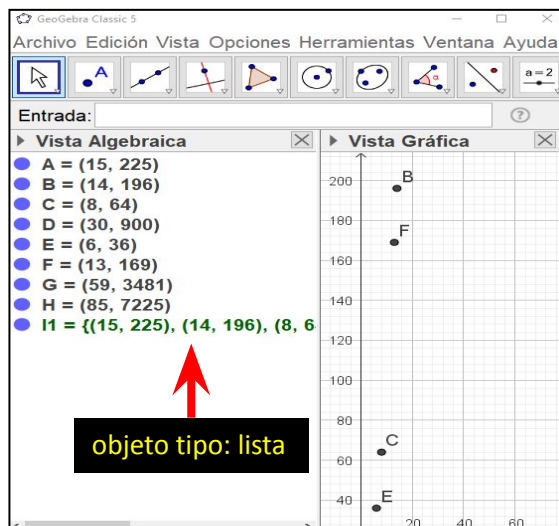 GeoGebra Classic 5
Archivo Edición Vista Opciones Herramientas Ventana Ayuda
A
α
a = 2
Entrada:
Vista Algebraica
A = (15, 225)
B = (14, 196)
C = (8, 64)
D = (30, 900)
E = (6, 36)
F = (13, 169)
G = (59, 3481)
H = (85, 7225)
l1 = {(15, 225), (14, 196), (8, 6
objeto tipo: lista
Vista Gráfica
200
180
160
140
120
100
80
60
40
20
40
60
B
F
C
E